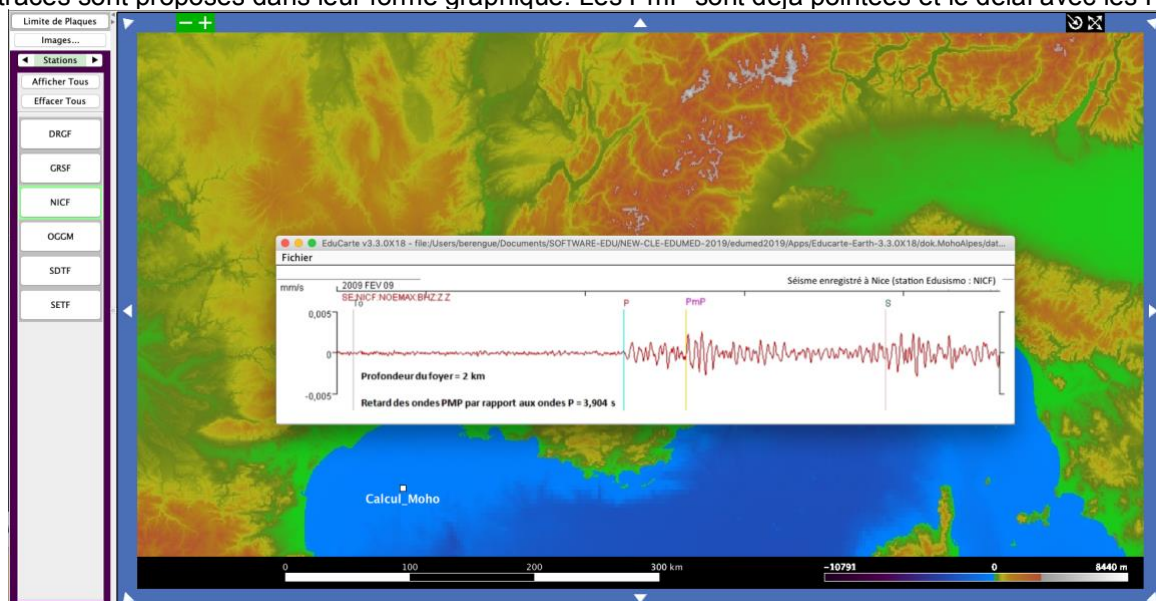 traces sont proposés dans leur forme graphique. Les PmP sont déjà pointées et le délai avec les
Limite de Plaques
Images...
Stations
Afficher Tous
Effacer Tous
DRGF
GRSF
NICF
OGGM
SDTF
SETF
EduCarte v3.3.0X18 - file:/Users/berengue/Documents/SOFTWARE-EDU/NEW-CLE-EDUMED-2019/edumed2019/Apps/Educarte-Earth-3.3.0X18/dok.MohoAlpes/dat...
Fichier
mm/s
2009 FEV 09
Séisme enregistré à Nice (station Edusismo : NICF)
SE.NICF.NOEMAX.BHZ.Z.Z
To
P
PmP
S
0,005
0
-0,005
Profondeur du foyer = 2 km
Retard des ondes PMP par rapport aux ondes P = 3,904 s
Calcul_Moho
0
100
200
300 km
-10791
0
8440 m